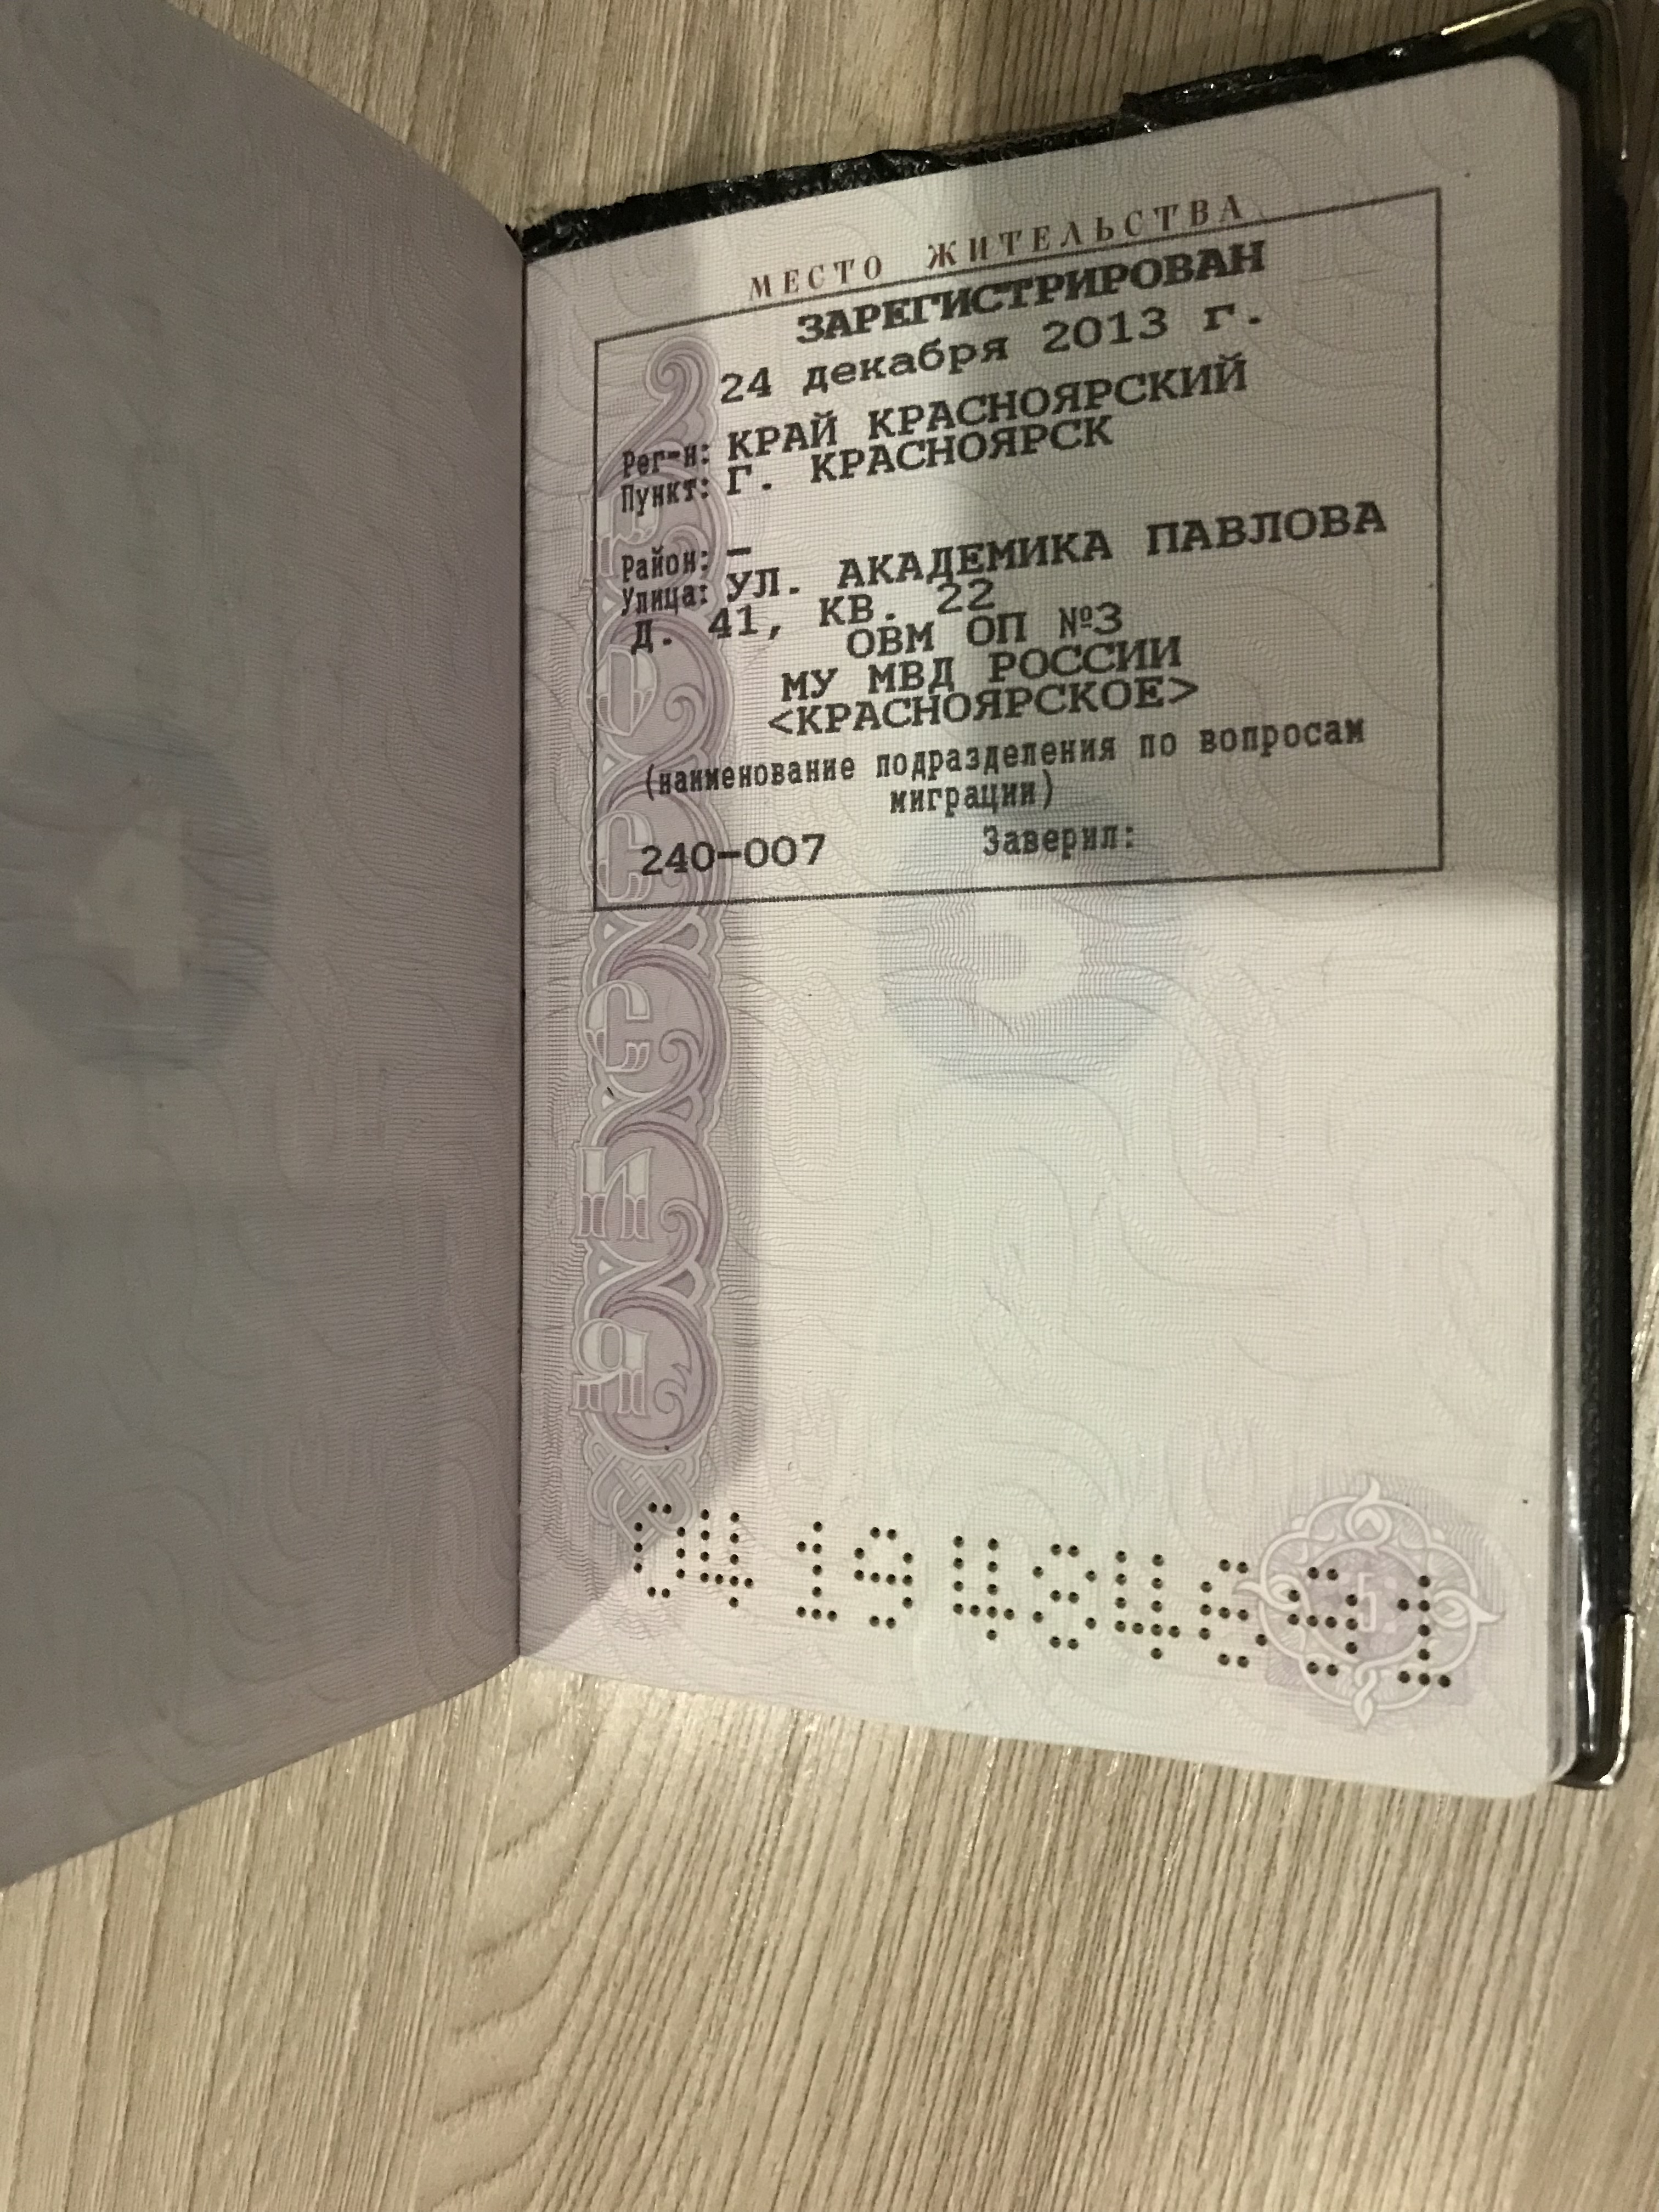 МЕСТО ЖИТЕЛЬСТВА
ЗАРЕГИСТРИРОВАН
24 декабря 2013 г.
Рег-н: КРАЙ КРАСНОЯРСКИЙ
Пункт: Г. КРАСНОЯРСК
Район: –
Улица: УЛ. АКАДЕМИКА ПАВЛОВА
Д. 41, КВ. 22
ОВМ ОП №3
МУ МВД РОССИИ
<КРАСНОЯРСКОЕ>
(наименование подразделения по вопросам
миграции)
240-007 Заверил:
РОССИЯ
04 19
5